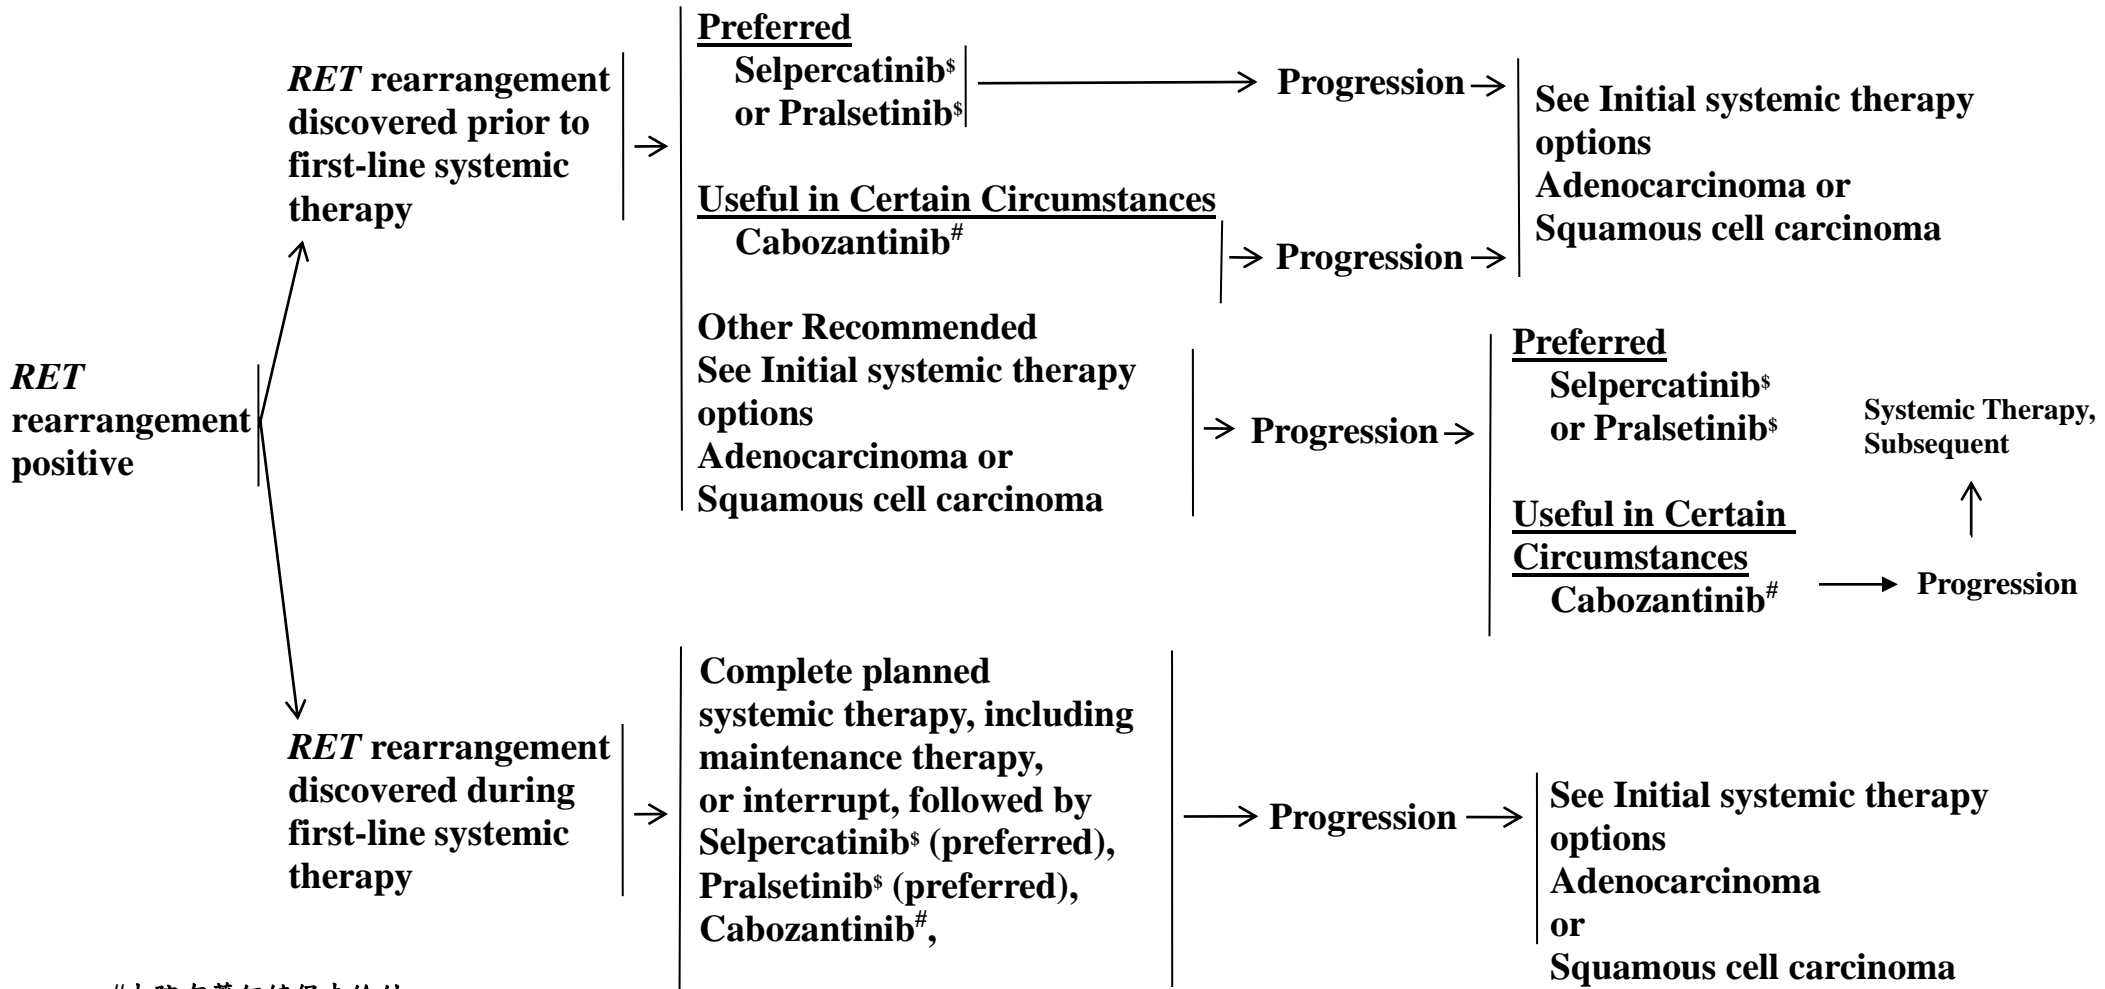 RET
rearrangement
positive
RET rearrangement
discovered prior to
first-line systemic
therapy
Preferred
Selpercatinib$
or Pralsetinib$
Useful in Certain Circumstances
Cabozantinib#
Other Recommended
See Initial systemic therapy
options
Adenocarcinoma or
Squamous cell carcinoma
Progression
Progression
See Initial systemic therapy
options
Adenocarcinoma or
Squamous cell carcinoma
Progression
Preferred
Selpercatinib$
or Pralsetinib$
Useful in Certain
Circumstances
Cabozantinib#
Progression
Systemic Therapy,
Subsequent
RET rearrangement
discovered during
first-line systemic
therapy
Complete planned
systemic therapy, including
maintenance therapy,
or interrupt, followed by
Selpercatinib$ (preferred),
Pralsetinib$ (preferred),
Cabozantinib#,
Progression
See Initial systemic therapy
options
Adenocarcinoma
or
Squamous cell carcinoma